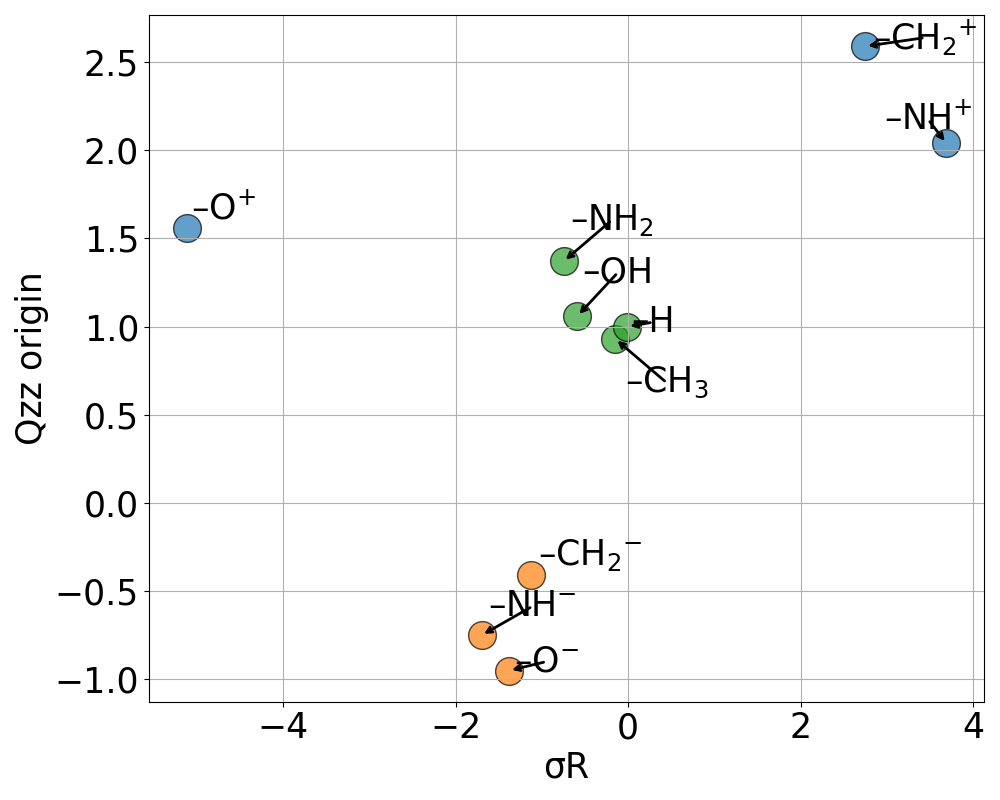 –CH₂⁺
–NH⁺
–O⁺
–NH₂
–OH
–H
–CH₃
–CH₂⁻
–NH⁻
–O⁻
2.5
2.0
1.5
1.0
0.5
0.0
−0.5
−1.0
Qzz origin
−4
−2
0
2
4
σR